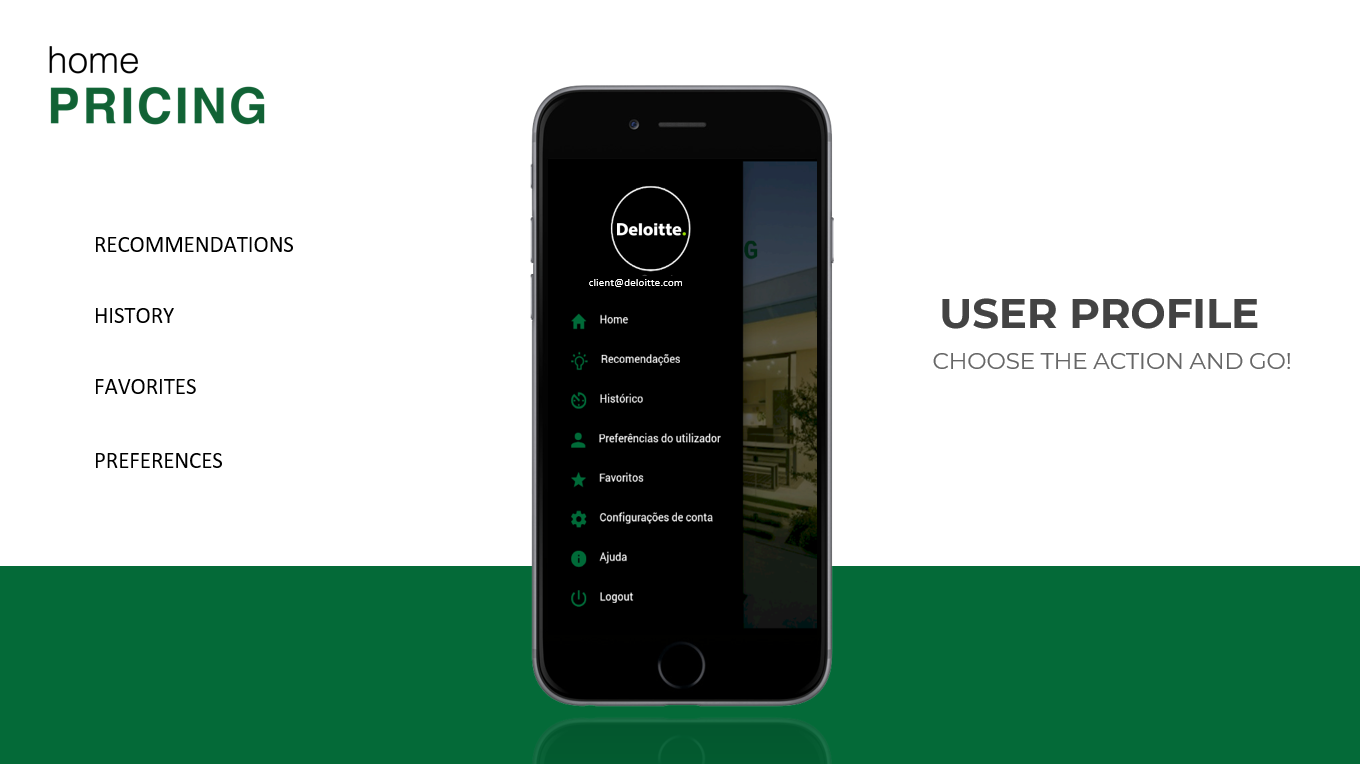 home
PRICING
RECOMMENDATIONS
HISTORY
FAVORITES
PREFERENCES
Deloitte.
client@deloitte.com
Home
Recomendações
Histórico
Preferências do utilizador
Favoritos
Configurações de conta
Ajuda
Logout
G
USER PROFILE
CHOOSE THE ACTION AND GO!